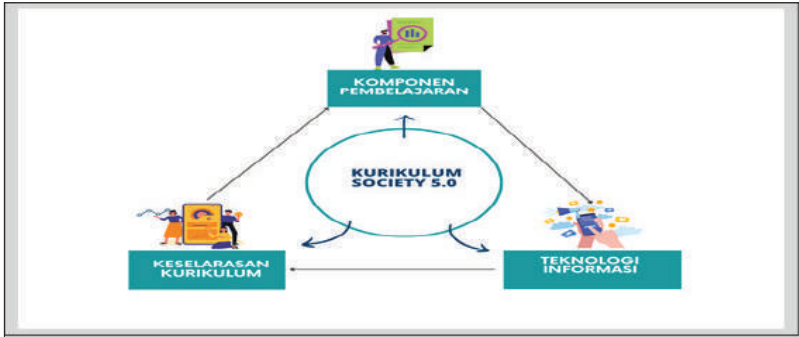 KOMPONEN
PEMBELAJARAN
KURIKULUM
SOCIETY 5.0
KESELARASAN
KURIKULUM
TEKNOLOGI
INFORMASI